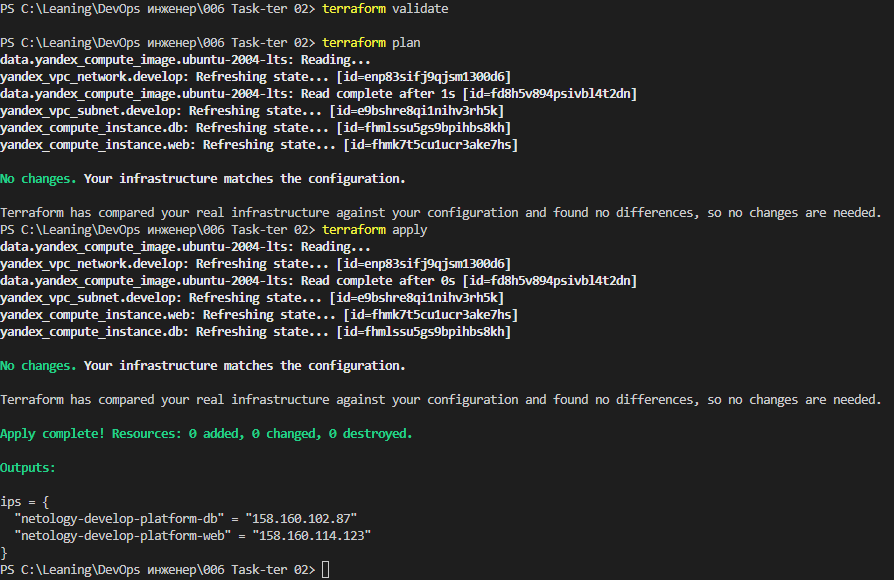 PS C:\Leaning\DevOps инженер\006 Task-ter 02> terraform validate
PS C:\Leaning\DevOps инженер\006 Task-ter 02> terraform plan
data.yandex_compute_image.ubuntu-2004-lts: Reading...
yandex_vpc_network.develop: Refreshing state... [id=enp83sifj9qjsm1300d6]
data.yandex_compute_image.ubuntu-2004-lts: Read complete after 1s [id=fd8h5v894psivbl4t2dn]
yandex_vpc_subnet.develop: Refreshing state... [id=e9bshre8qi1nihv3rh5k]
yandex_compute_instance.db: Refreshing state... [id=fhmlssu5gs9bpihbs8kh]
yandex_compute_instance.web: Refreshing state... [id=fhmk7t5cu1ucr3ake7hs]
No changes. Your infrastructure matches the configuration.
Terraform has compared your real infrastructure against your configuration and found no differences, so no changes are needed.
PS C:\Leaning\DevOps инженер\006 Task-ter 02> terraform apply
data.yandex_compute_image.ubuntu-2004-lts: Reading...
yandex_vpc_network.develop: Refreshing state... [id=enp83sifj9qjsm1300d6]
data.yandex_compute_image.ubuntu-2004-lts: Read complete after 0s [id=fd8h5v894psivbl4t2dn]
yandex_vpc_subnet.develop: Refreshing state... [id=e9bshre8qi1nihv3rh5k]
yandex_compute_instance.web: Refreshing state... [id=fhmk7t5cu1ucr3ake7hs]
yandex_compute_instance.db: Refreshing state... [id=fhmlssu5gs9bpihbs8kh]
No changes. Your infrastructure matches the configuration.
Terraform has compared your real infrastructure against your configuration and found no differences, so no changes are needed.
Apply complete! Resources: 0 added, 0 changed, 0 destroyed.
Outputs:
ips = {
  "netology-develop-platform-db" = "158.160.102.87"
  "netology-develop-platform-web" = "158.160.114.123"
}
PS C:\Leaning\DevOps инженер\006 Task-ter 02>